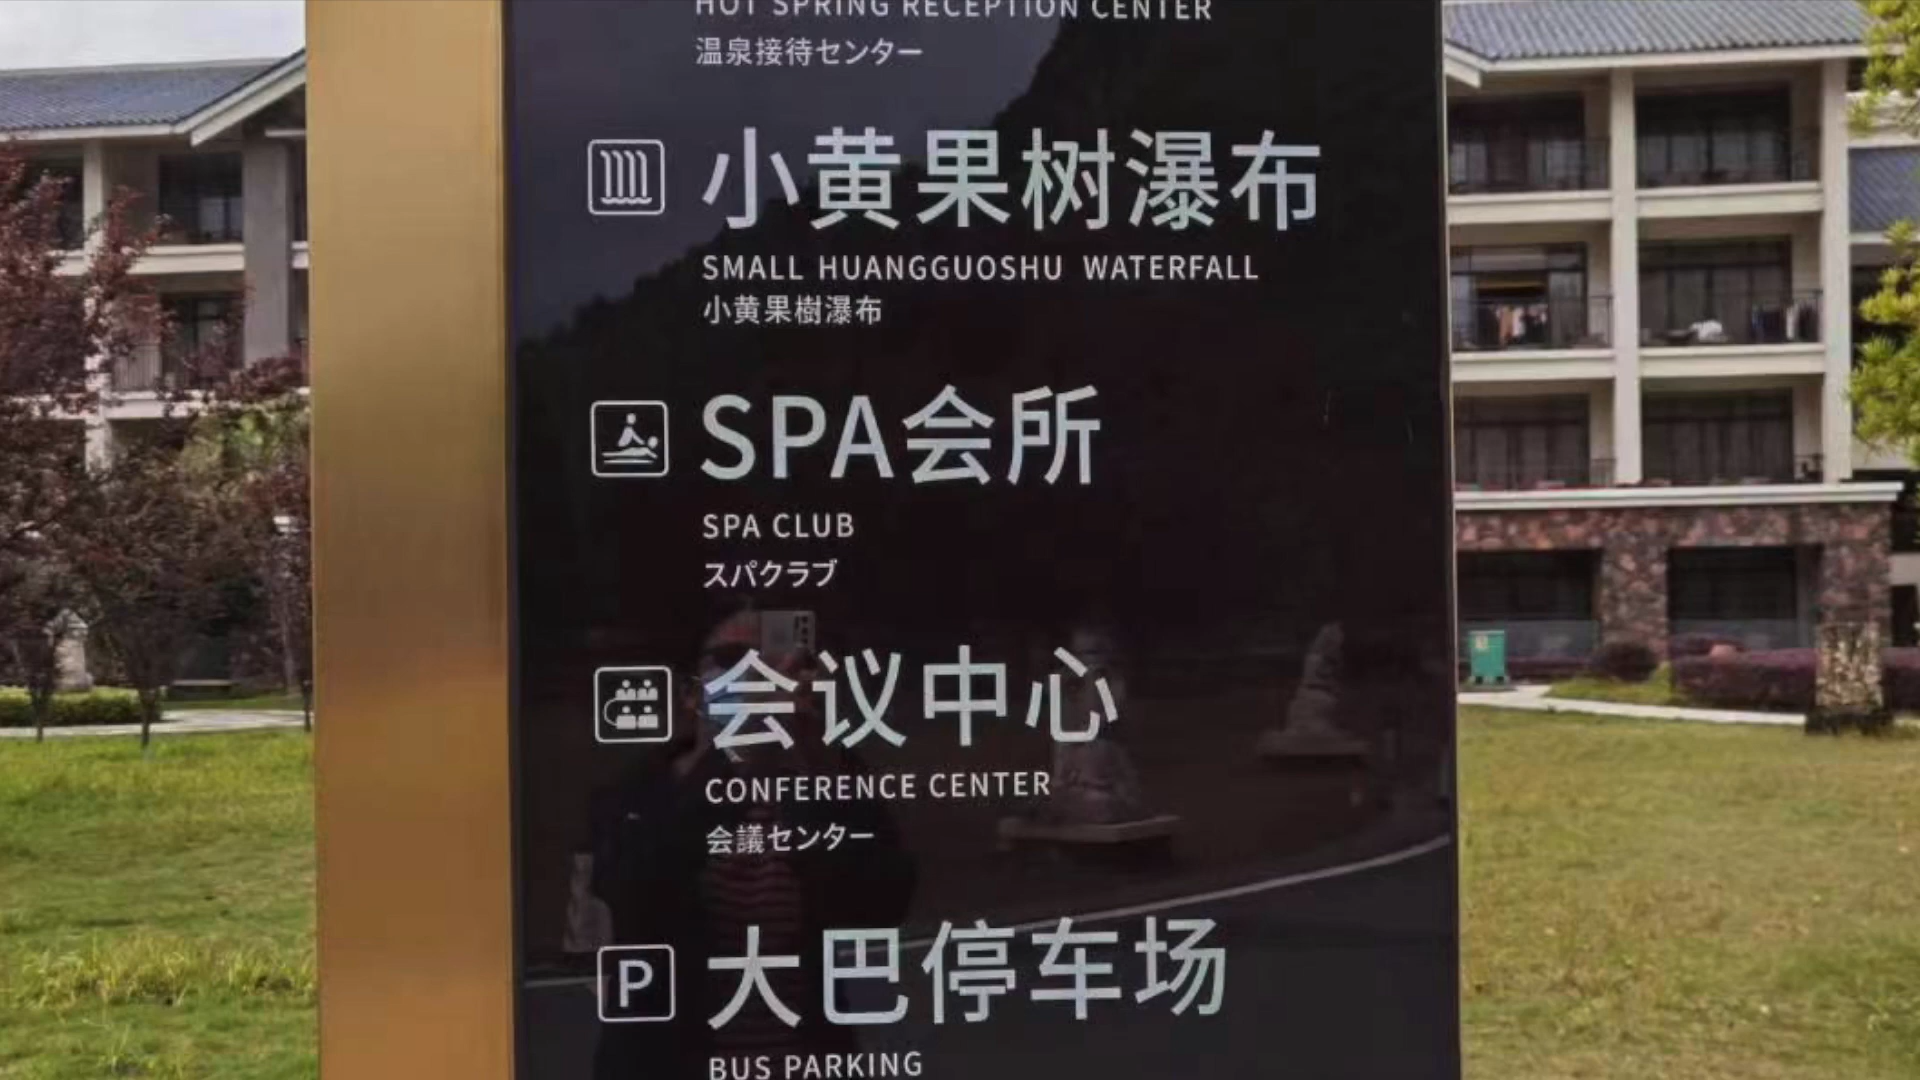 HOT SPRING RECEPTION CENTER
温泉接待センター
小黄果树瀑布
SMALL HUANGGUOSHU WATERFALL
小黄果樹瀑布
SPA会所
SPA CLUB
スパクラブ
会议中心
CONFERENCE CENTER
会議センター
P 大巴停车场
BUS PARKING